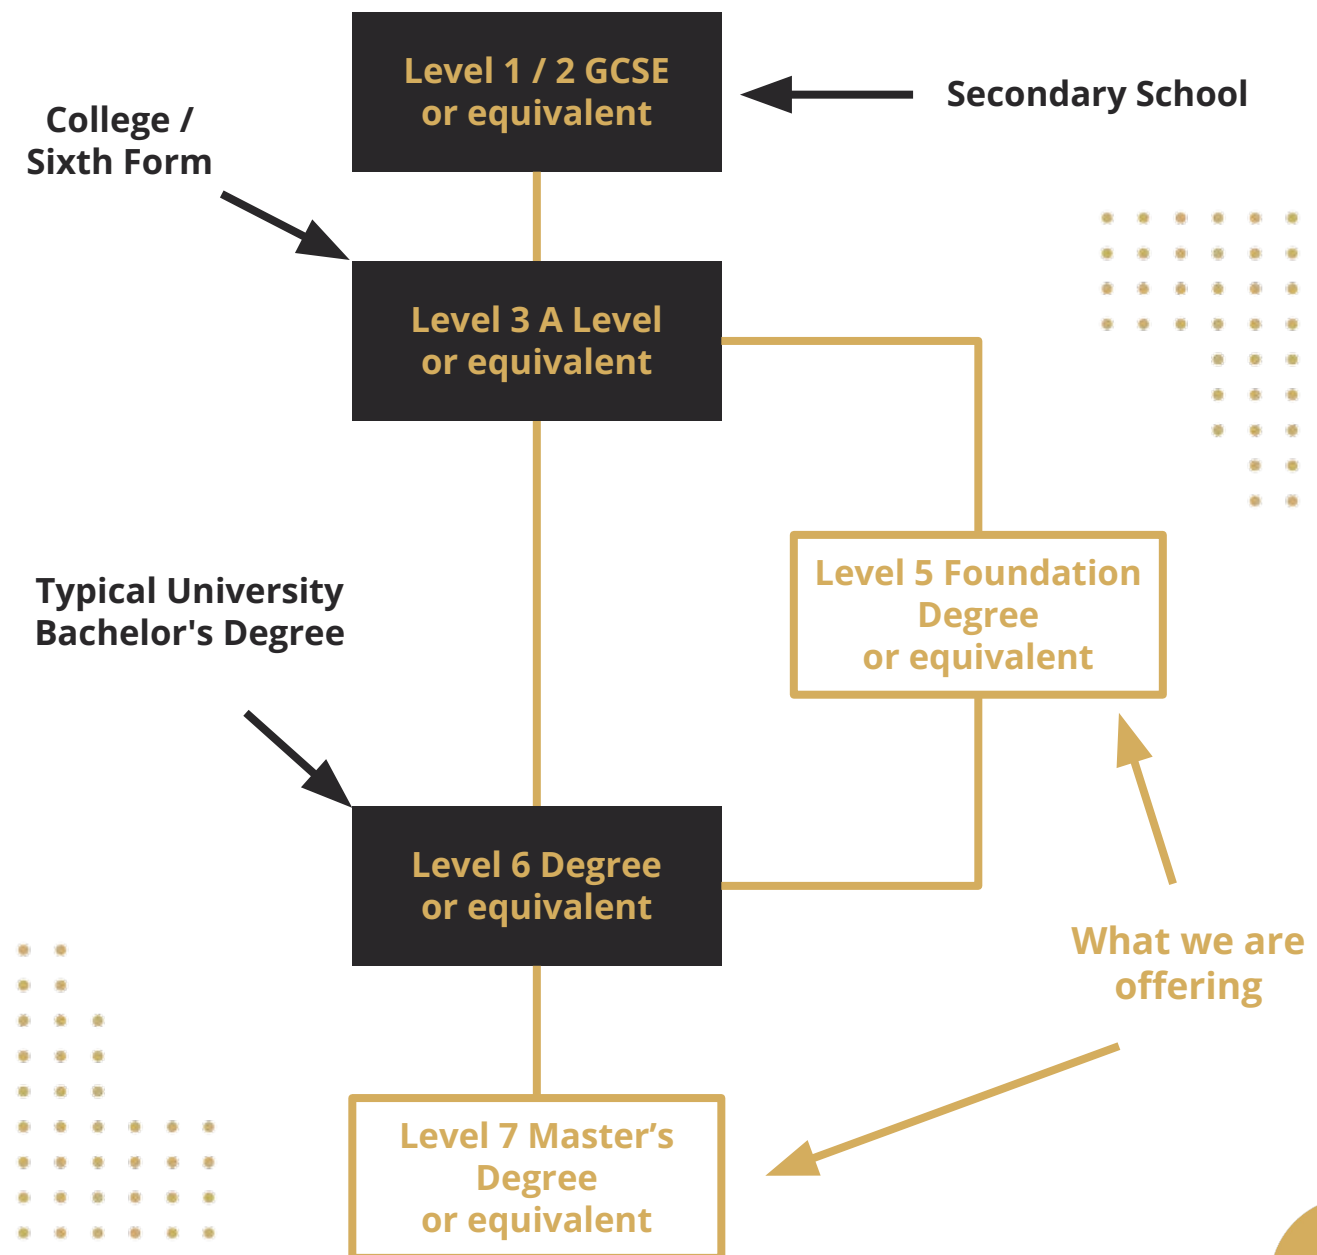 Level 1 / 2 GCSE
or equivalent
Secondary School
College /
Sixth Form
Level 3 A Level
or equivalent
Level 5 Foundation
Degree
or equivalent
Typical University
Bachelor's Degree
Level 6 Degree
or equivalent
What we are
offering
Level 7 Master’s
Degree
or equivalent